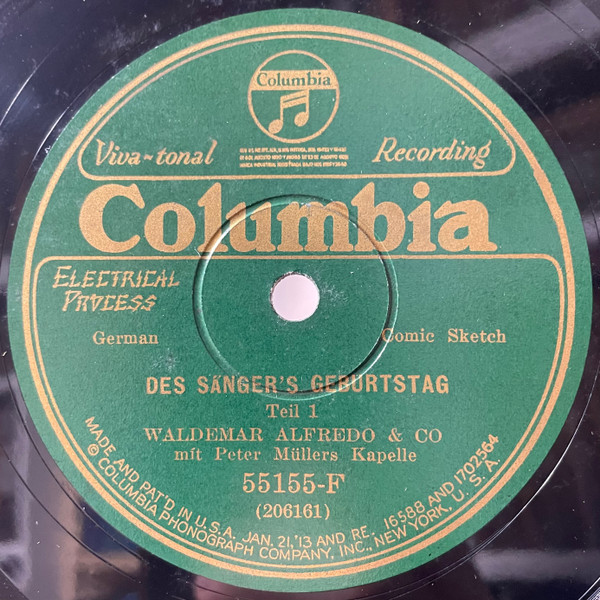 Columbia
Viva-tonal Recording
Columbia
ELECTRICAL
PROCESS
German Comic Sketch
DES SÄNGER'S GEBURTSTAG
Teil 1
WALDEMAR ALFREDO & CO
mit Peter Müllers Kapelle
55155-F
(206161)
MADE AND PAT'D IN U.S.A. JAN. 21,'13 AND RE. 16588 AND 1702564
© COLUMBIA PHONOGRAPH COMPANY, INC., NEW YORK, U.S.A.